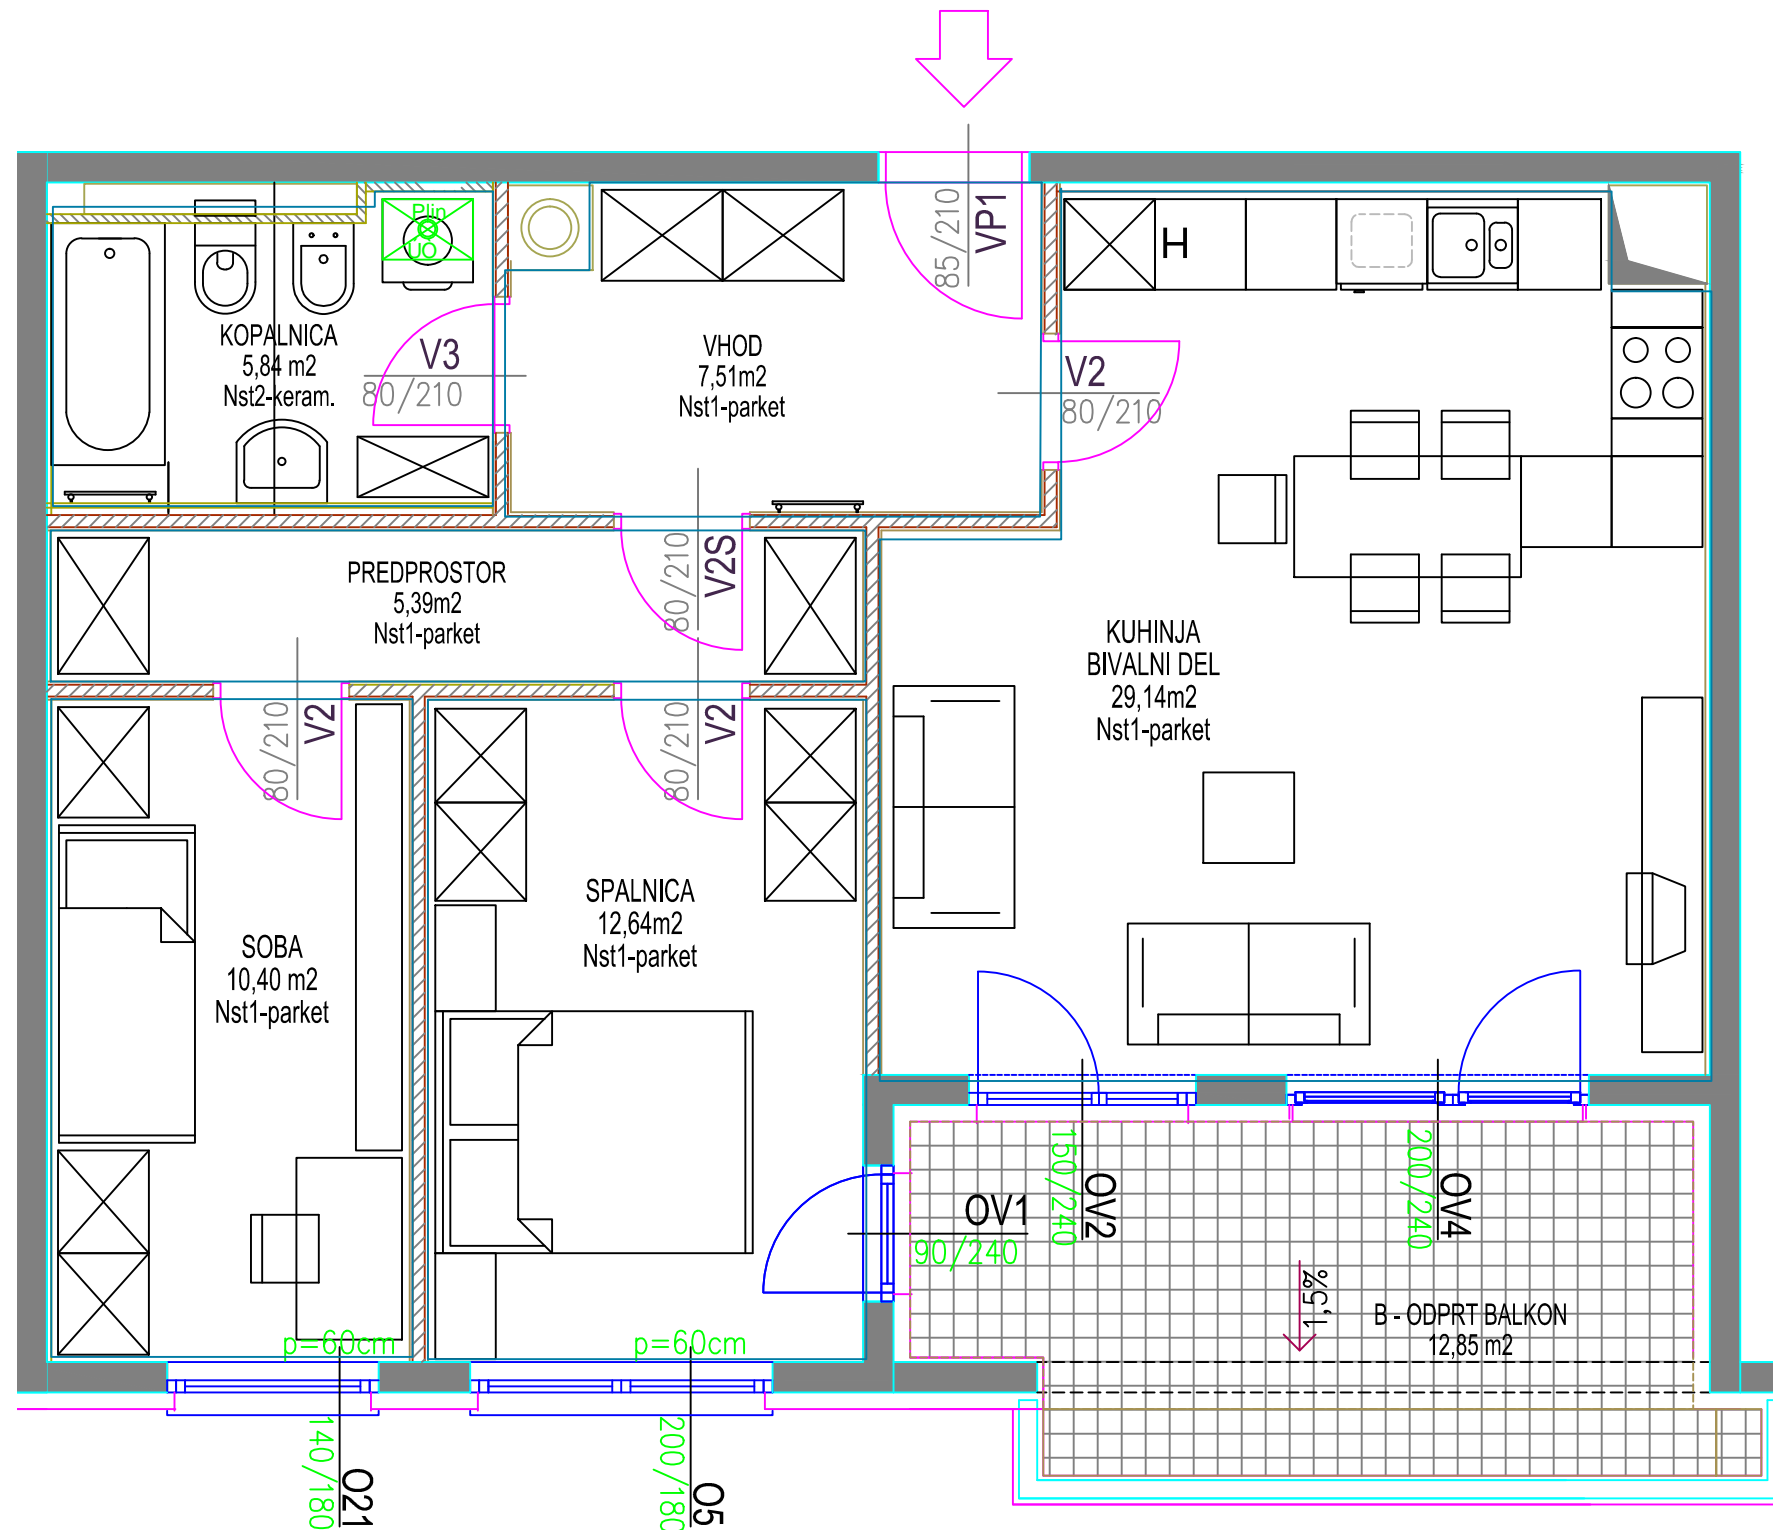 85/210
VP1
Plin
ÚO
H
KOPALNICA
5,84 m2
Nst2-keram.
V3
80/210
VHOD
7,51m2
Nst1-parket
V2
80/210
PREDPROSTOR
5,39m2
Nst1-parket
80/210
V2S
KUHINJA
BIVALNI DEL
29,14m2
Nst1-parket
80/210
V2
80/210
V2
SPALNICA
12,64m2
Nst1-parket
SOBA
10,40 m2
Nst1-parket
OV1
90/240
150/240
OV2
200/240
OV4
1,5%
B - ODPRT BALKON
12,85 m2
p=60cm
p=60cm
140/180
O21
200/180
O5